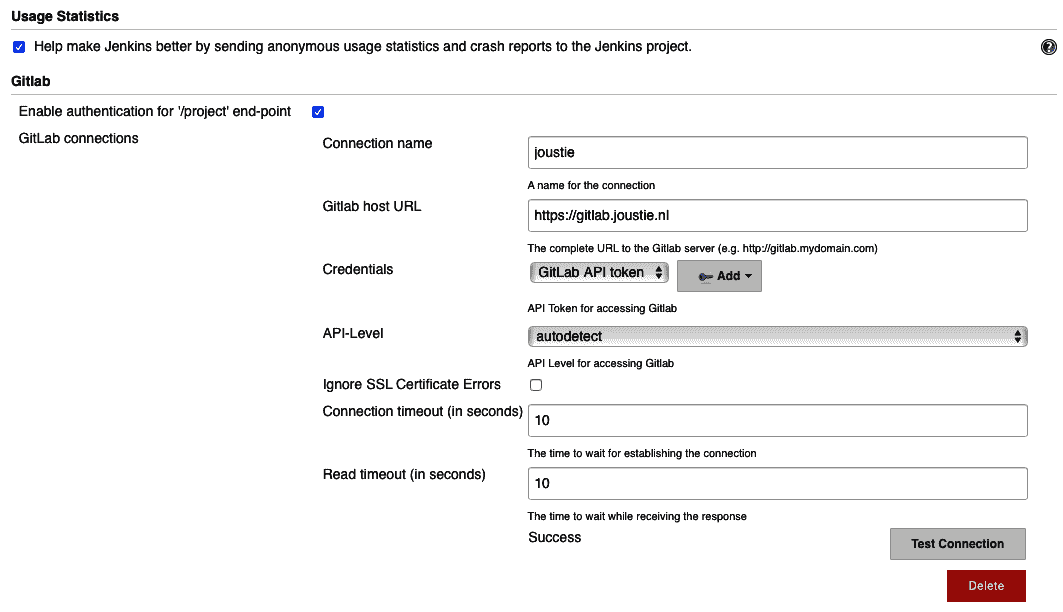 Usage Statistics
Help make Jenkins better by sending anonymous usage statistics and crash reports to the Jenkins project.
?
Gitlab
Enable authentication for '/project' end-point
GitLab connections
Connection name
joustie
A name for the connection
Gitlab host URL
https://gitlab.joustie.nl
The complete URL to the Gitlab server (e.g. http://gitlab.mydomain.com)
Credentials
GitLab API token
Add
API Token for accessing Gitlab
API-Level
autodetect
API Level for accessing Gitlab
Ignore SSL Certificate Errors
Connection timeout (in seconds)
10
The time to wait for establishing the connection
Read timeout (in seconds)
10
The time to wait while receiving the response
Success
Test Connection
Delete